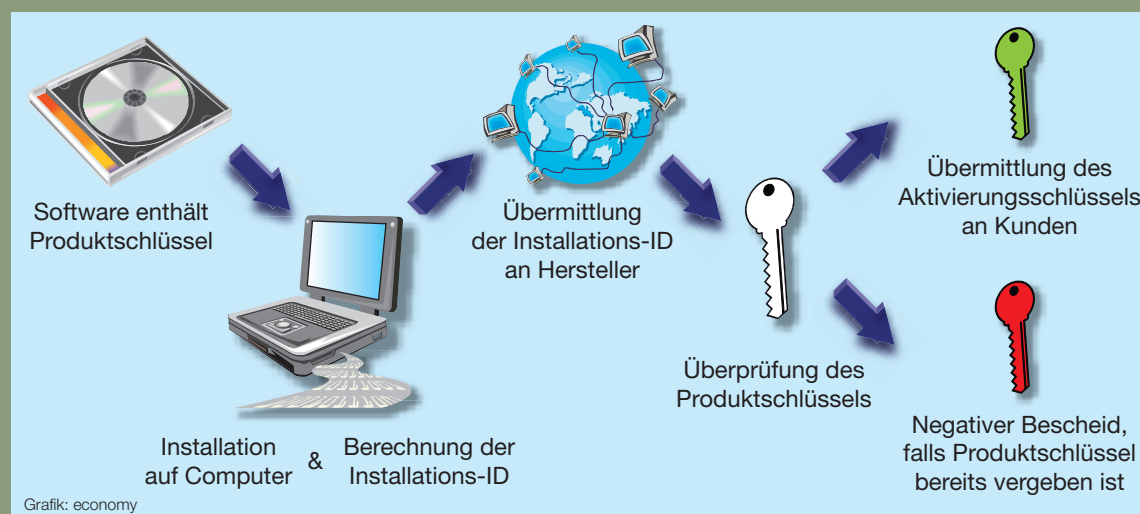 Software enthält
Produktschlüssel
Installation
auf Computer
&
Berechnung der
Installations-ID
Übermittlung
der Installations-ID
an Hersteller
Überprüfung des
Produktschlüssels
Übermittlung des
Aktivierungsschlüssels
an Kunden
Negativer Bescheid,
falls Produktschlüssel
bereits vergeben ist
Grafik: economy